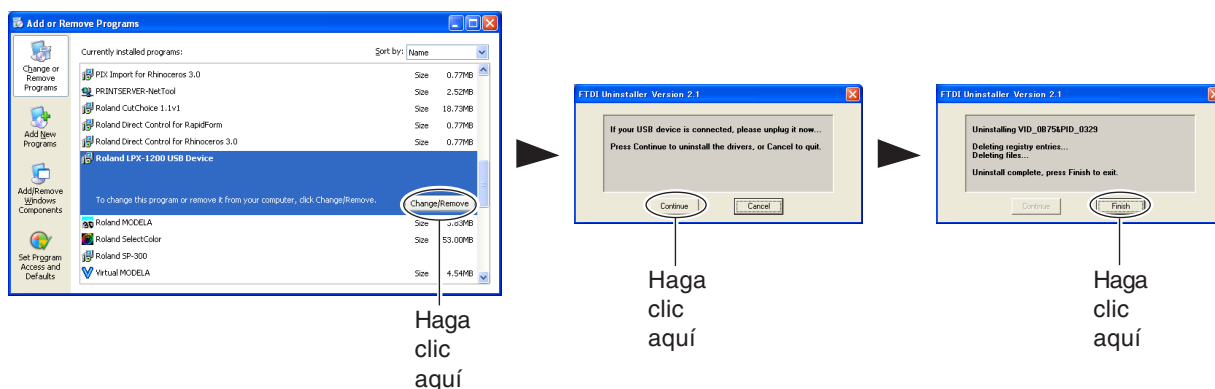 Add or Remove Programs
Change or
Remove
Programs
Add New
Programs
Add/Remove
Windows
Components
Set Program
Access and
Defaults
Currently installed programs:
Sort by: Name
PIX Import for Rhinoceros 3.0 Size 0.77MB
PRINTSERVER-NetTool Size 2.52MB
Roland CutChoice 1.1v1 Size 18.73MB
Roland Direct Control for RapidForm Size 0.77MB
Roland Direct Control for Rhinoceros 3.0 Size 0.77MB
Roland LPX-1200 USB Device
To change this program or remove it from your computer, click Change/Remove.
Change/Remove
Roland MODELA Size 3.83MB
Roland SelectColor Size 53.00MB
Roland SP-300
Virtual MODELA Size 4.54MB
Haga
clic
aquí
FTDI Uninstaller Version 2.1
If your USB device is connected, please unplug it now...
Press Continue to uninstall the drivers, or Cancel to quit.
Continue Cancel
Haga
clic
aquí
FTDI Uninstaller Version 2.1
Uninstalling VID_0B75&PID_0329
Deleting registry entries...
Deleting files...
Uninstall complete, press Finish to exit.
Continue Finish
Haga
clic
aquí